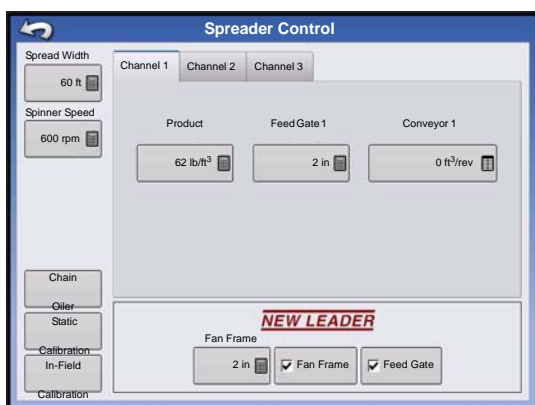 Spreader Control
Spread Width
60 ft
Spinner Speed
600 rpm
Channel 1
Channel 2
Channel 3
Product
Feed Gate 1
Conveyor 1
62 lb/ft³
2 in
0 ft³/rev
Chain
Oiler
Static
Calibration
In-Field
Calibration
NEW LEADER
Fan Frame
2 in
Fan Frame
Feed Gate